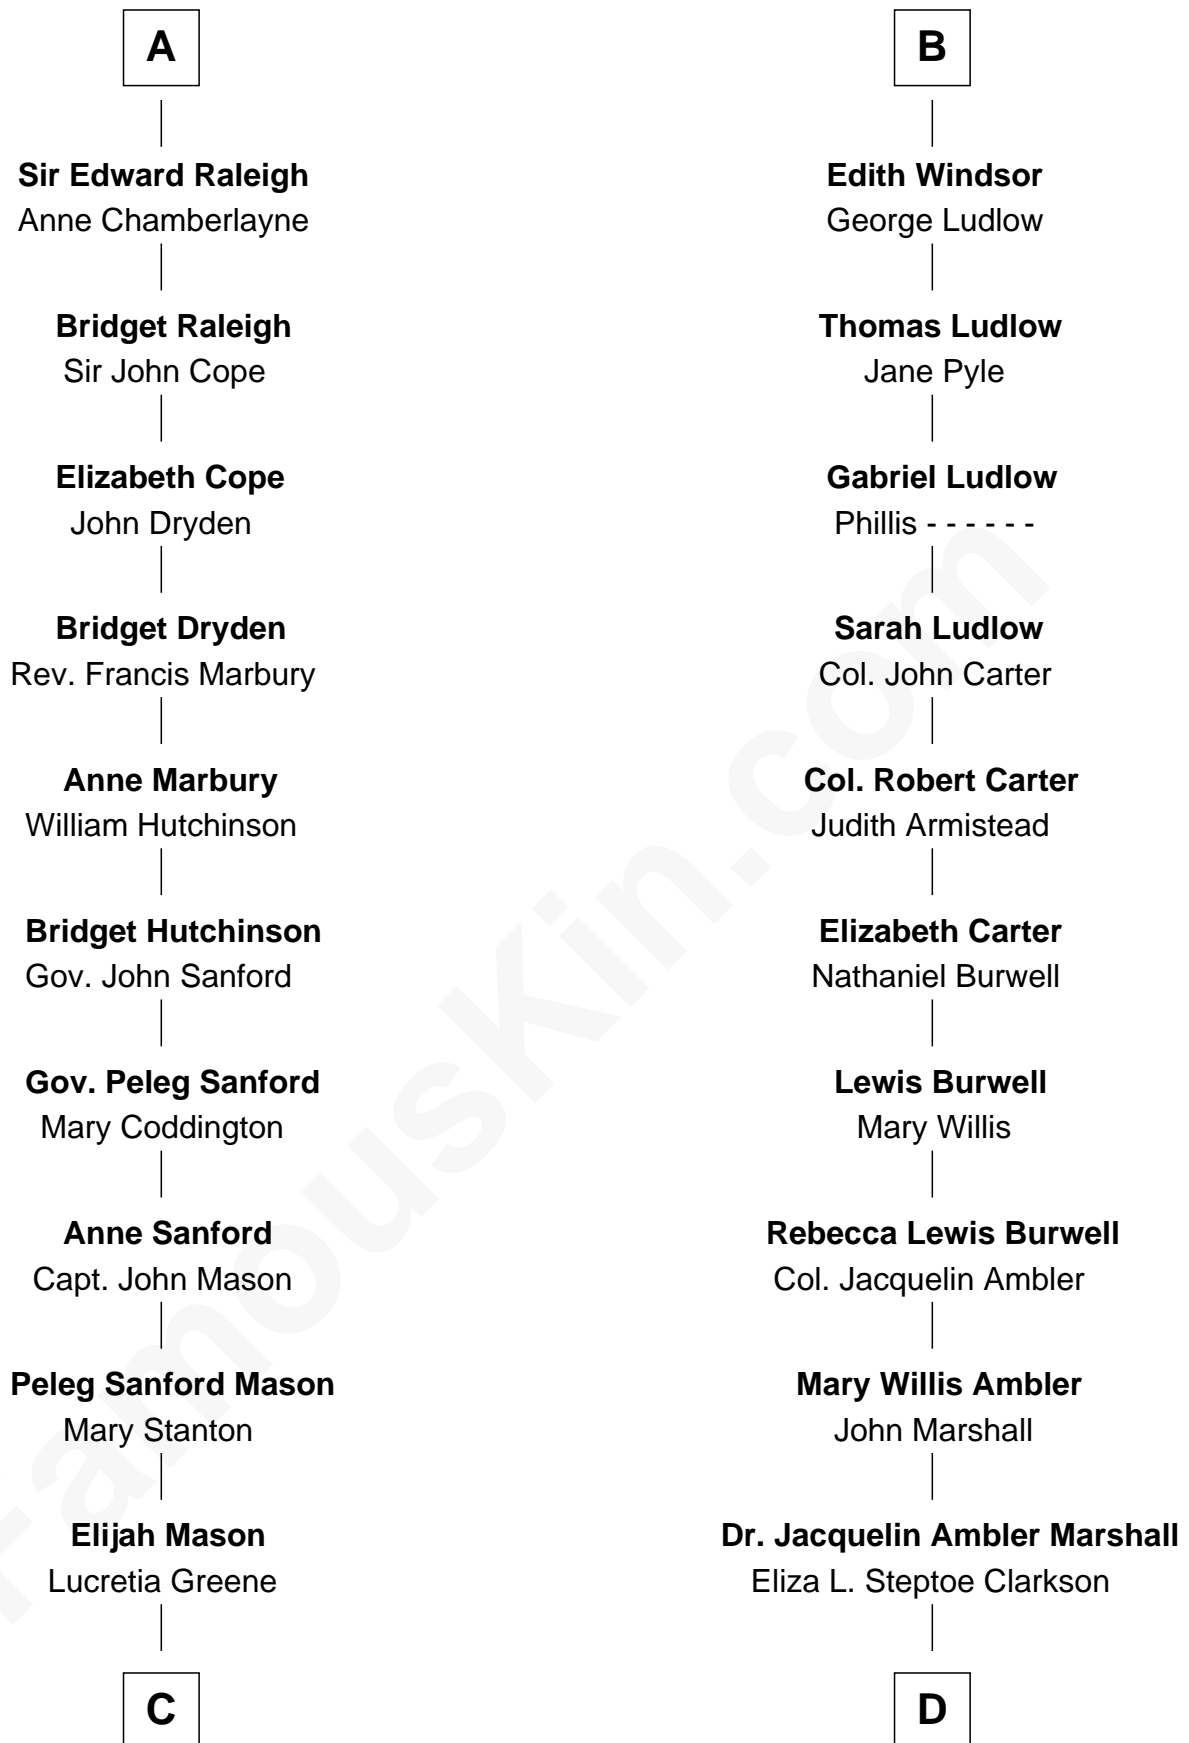 A
Sir Edward Raleigh
Anne Chamberlayne
Bridget Raleigh
Sir John Cope
Elizabeth Cope
John Dryden
Bridget Dryden
Rev. Francis Marbury
Anne Marbury
William Hutchinson
Bridget Hutchinson
Gov. John Sanford
Gov. Peleg Sanford
Mary Coddington
Anne Sanford
Capt. John Mason
Peleg Sanford Mason
Mary Stanton
Elijah Mason
Lucretia Greene
C
B
Edith Windsor
George Ludlow
Thomas Ludlow
Jane Pyle
Gabriel Ludlow
Phillis - - - - - -
Sarah Ludlow
Col. John Carter
Col. Robert Carter
Judith Armistead
Elizabeth Carter
Nathaniel Burwell
Lewis Burwell
Mary Willis
Rebecca Lewis Burwell
Col. Jacquelin Ambler
Mary Willis Ambler
John Marshall
Dr. Jacquelin Ambler Marshall
Eliza L. Steptoe Clarkson
D
FamousKin.com